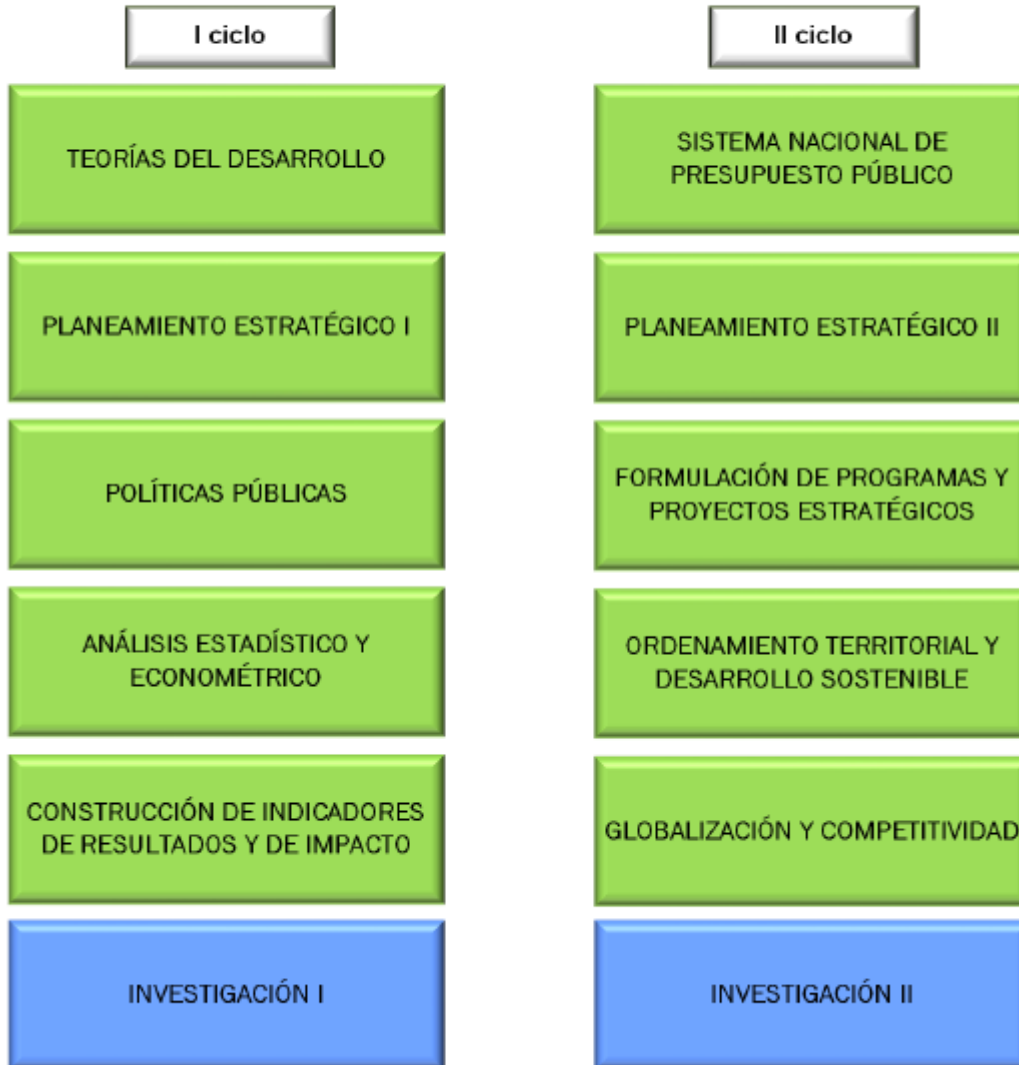 I ciclo
TEORÍAS DEL DESARROLLO
PLANEAMIENTO ESTRATÉGICO I
POLÍTICAS PÚBLICAS
ANÁLISIS ESTADÍSTICO Y
ECONOMÉTRICO
CONSTRUCCIÓN DE INDICADORES
DE RESULTADOS Y DE IMPACTO
INVESTIGACIÓN I
II ciclo
SISTEMA NACIONAL DE
PRESUPUESTO PÚBLICO
PLANEAMIENTO ESTRATÉGICO II
FORMULACIÓN DE PROGRAMAS Y
PROYECTOS ESTRATÉGICOS
ORDENAMIENTO TERRITORIAL Y
DESARROLLO SOSTENIBLE
GLOBALIZACIÓN Y COMPETITIVIDAD
INVESTIGACIÓN II